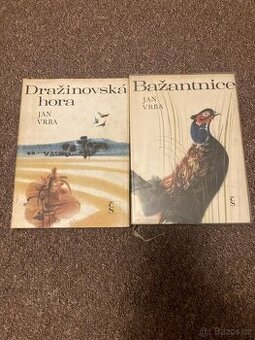 Dražinovská
hora
JAN
VRBA
Bažantnice
JAN
VRBA
Bazos.cz